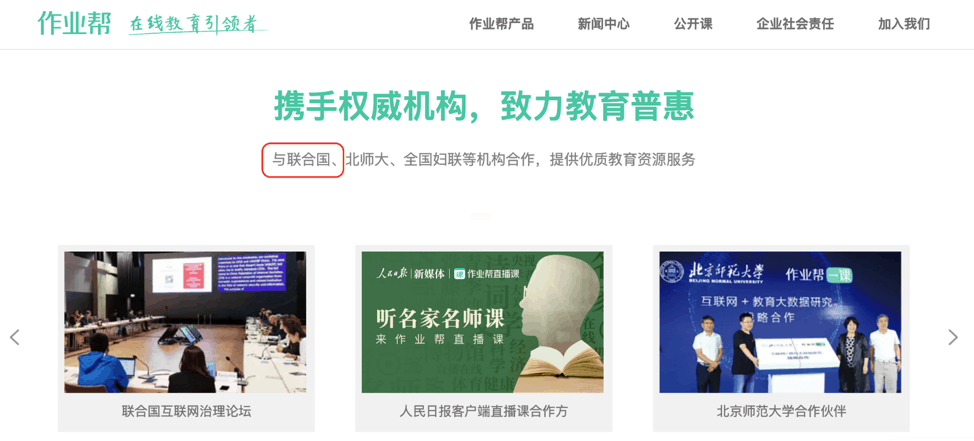 作业帮 在线教育引领者
作业帮产品 新闻中心 公开课 企业社会责任 加入我们
携手权威机构，致力教育普惠
与联合国、北师大、全国妇联等机构合作，提供优质教育资源服务
人民日报 新媒体 作业帮直播课
听名家名师课
来作业帮直播课
北京师范大学 作业帮一课
BEIJING NORMAL UNIVERSITY
互联网+教育大数据研究
略合作
联合国互联网治理论坛
人民日报客户端直播课合作方
北京师范大学合作伙伴